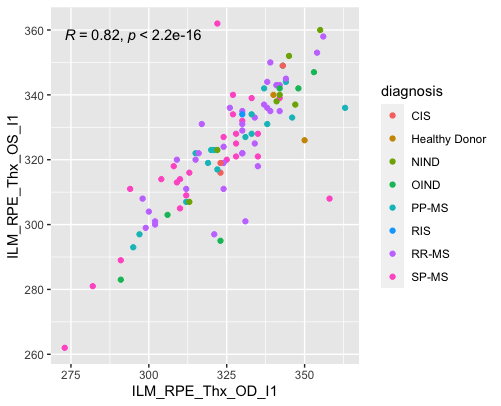 R = 0.82, p < 2.2e-16
360
340
320
300
280
260
ILM_RPE_Thx_OS_I1
275
300
325
350
ILM_RPE_Thx_OD_I1
diagnosis
CIS
Healthy Donor
NIND
OIND
PP-MS
RIS
RR-MS
SP-MS